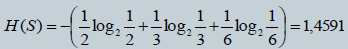 H(S) = −(1/2 log₂ 1/2 + 1/3 log₂ 1/3 + 1/6 log₂ 1/6) = 1,4591